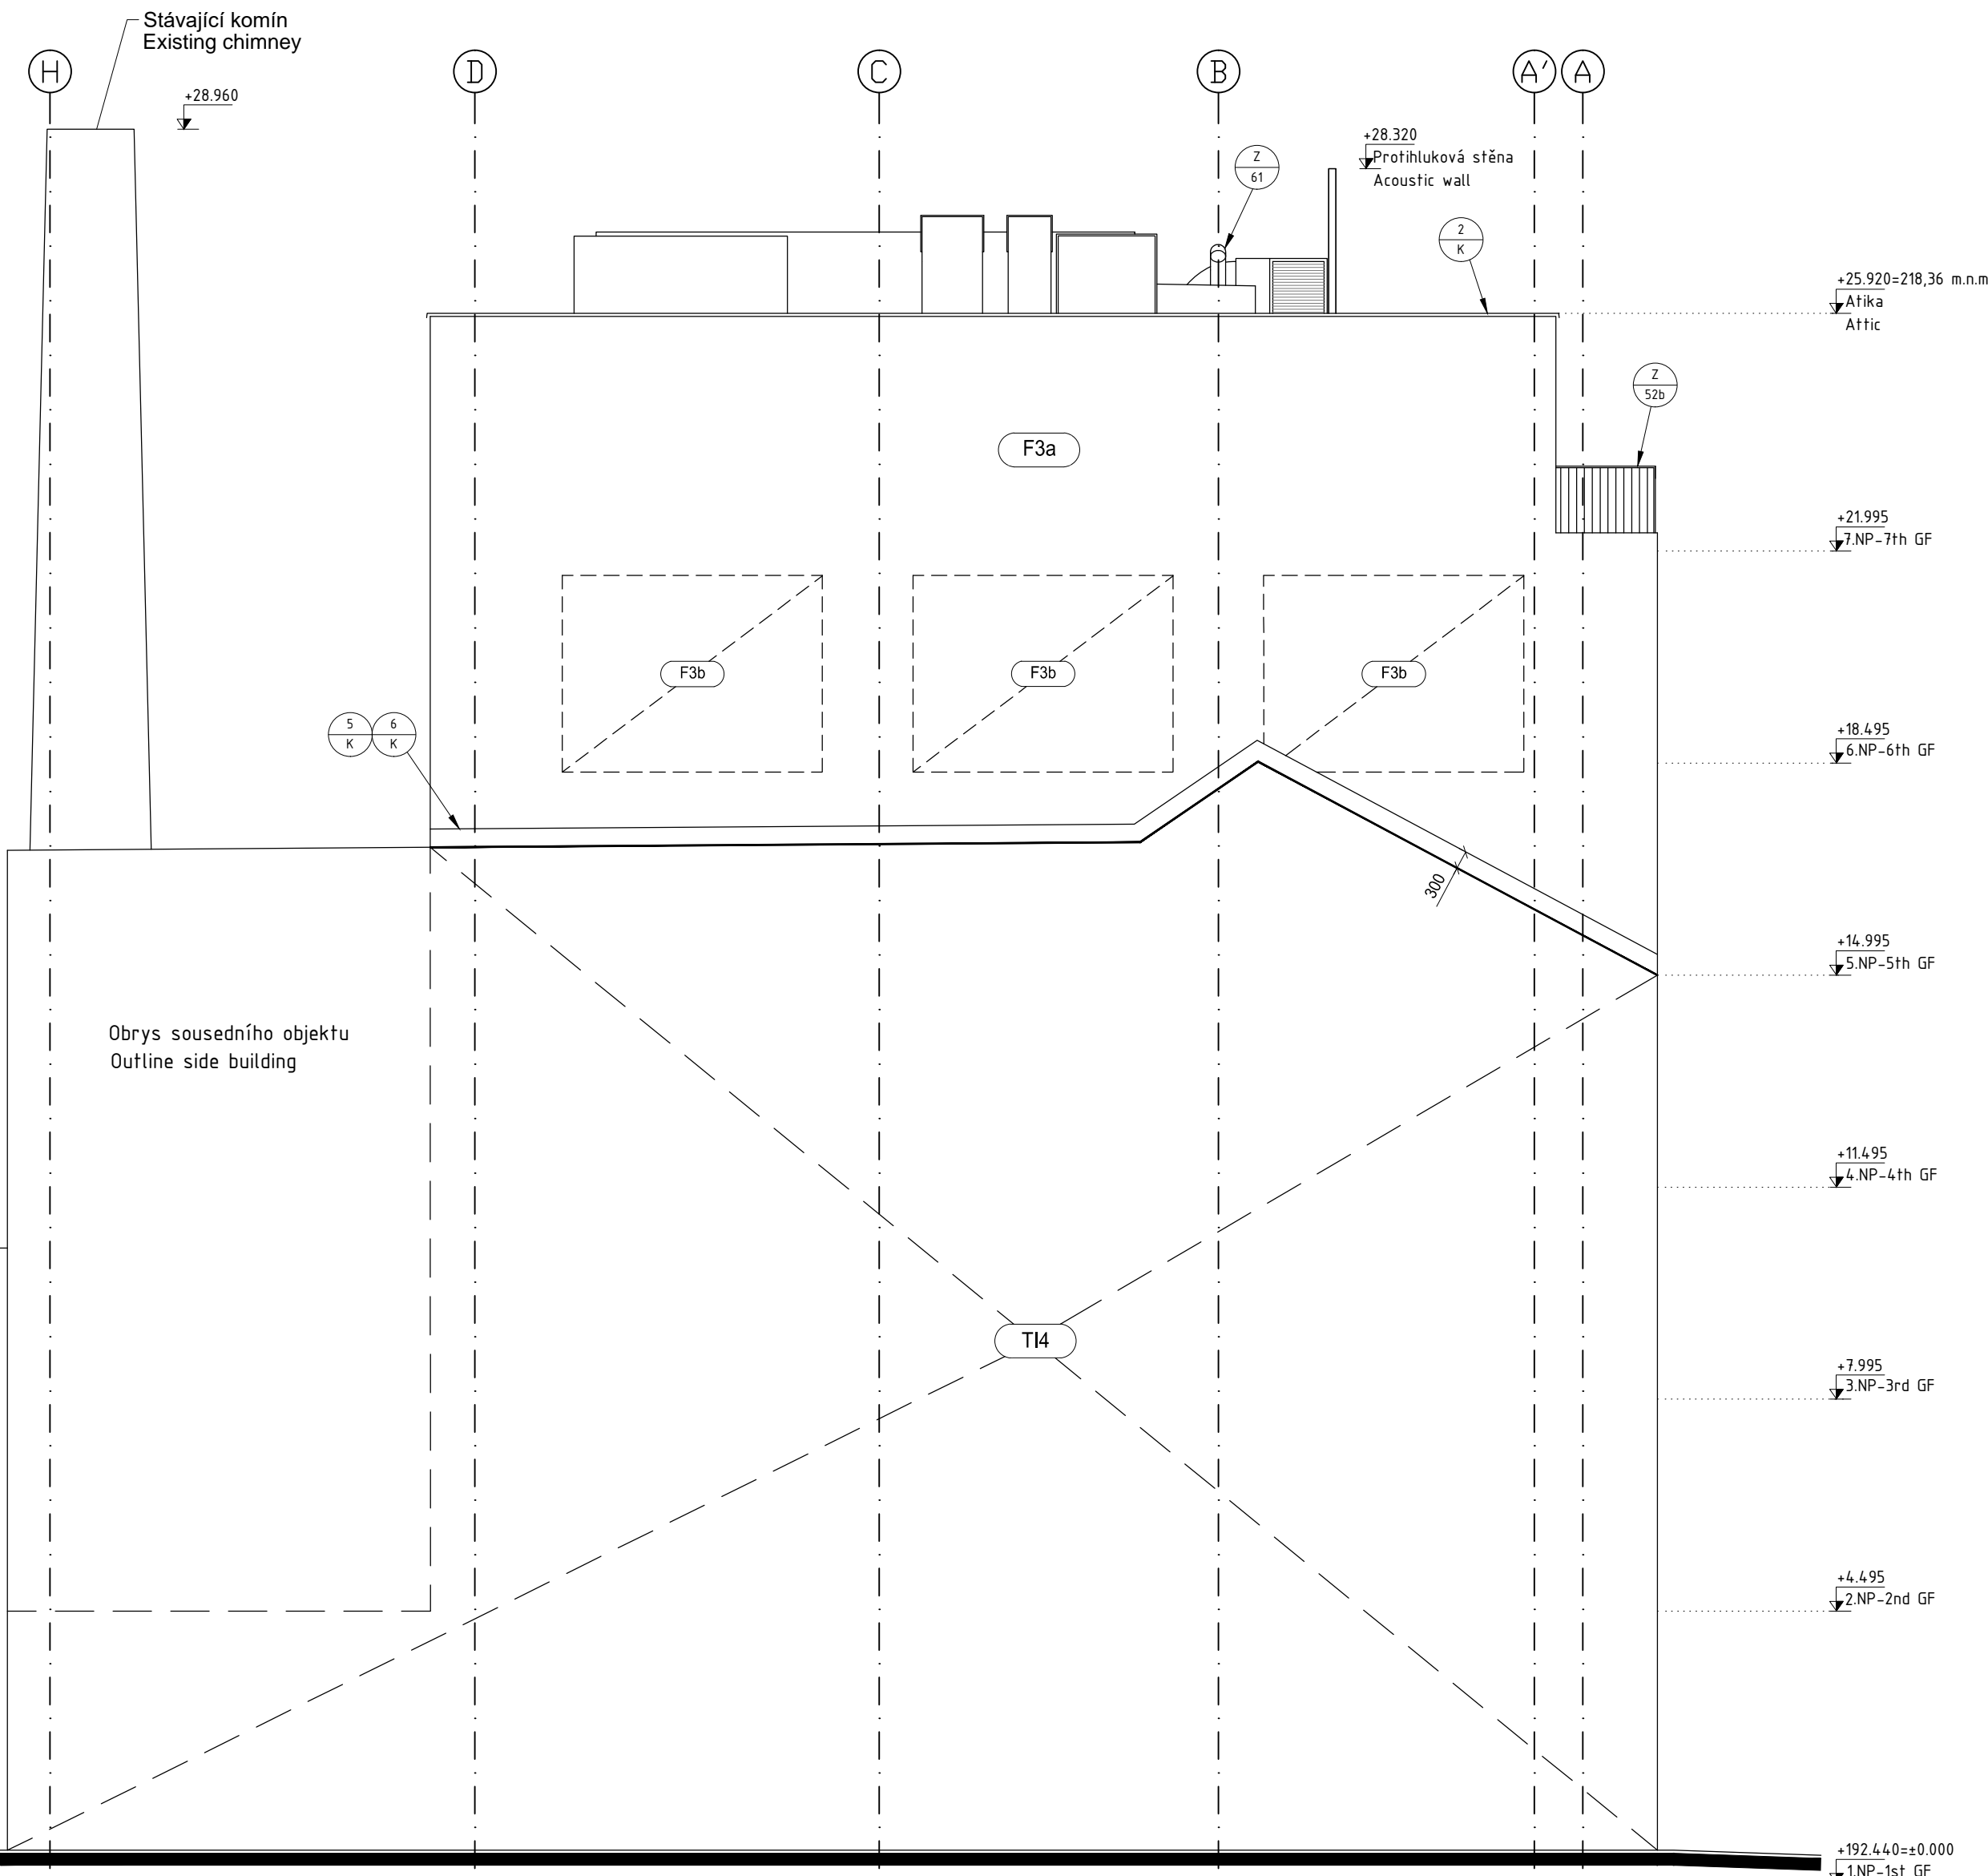 Stávající komín
Existing chimney
H
D
C
B
A'
A
+28.960
+28.320
Protihluková stěna
Acoustic wall
Z
61
2
K
+25.920=218,36 m.n.m
Atika
Attic
Z
52b
F3a
+21.995
7.NP-7th GF
F3b
F3b
F3b
5
K
6
K
+18.495
6.NP-6th GF
300
+14.995
5.NP-5th GF
Obrys sousedního objektu
Outline side building
+11.495
4.NP-4th GF
TI4
+7.995
3.NP-3rd GF
+4.495
2.NP-2nd GF
+192.440=±0.000
1.NP-1st GF